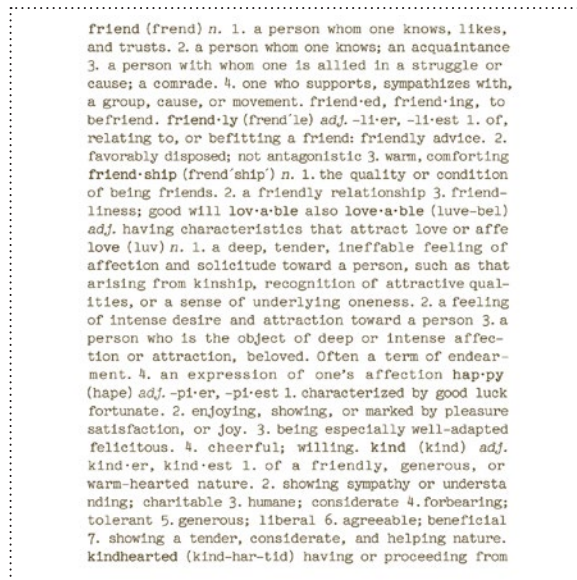 friend (frend) n. 1. a person whom one knows, likes,
and trusts. 2. a person whom one knows; an acquaintance
3. a person with whom one is allied in a struggle or
cause; a comrade. 4. one who supports, sympathizes with,
a group, cause, or movement. friend·ed, friend·ing, to
befriend. friend·ly (frend´le) adj. -li·er, -li·est 1. of,
relating to, or befitting a friend: friendly advice. 2.
favorably disposed; not antagonistic 3. warm, comforting
friend·ship (frend´ship´) n. 1. the quality or condition
of being friends. 2. a friendly relationship 3. friend-
liness; good will lov·a·ble also love·a·ble (luve-bel)
adj. having characteristics that attract love or affe
love (luv) n. 1. a deep, tender, ineffable feeling of
affection and solicitude toward a person, such as that
arising from kinship, recognition of attractive qual-
ities, or a sense of underlying oneness. 2. a feeling
of intense desire and attraction toward a person 3. a
person who is the object of deep or intense affec-
tion or attraction, beloved. Often a term of endear-
ment. 4. an expression of one's affection hap·py
(hape) adj. -pi·er, -pi·est 1. characterized by good luck
fortunate. 2. enjoying, showing, or marked by pleasure
satisfaction, or joy. 3. being especially well-adapted
felicitous. 4. cheerful; willing. kind (kind) adj.
kind·er, kind·est 1. of a friendly, generous, or
warm-hearted nature. 2. showing sympathy or understa
nding; charitable 3. humane; considerate 4. forbearing;
tolerant 5. generous; liberal 6. agreeable; beneficial
7. showing a tender, considerate, and helping nature.
kindhearted (kind-har-tid) having or proceeding from